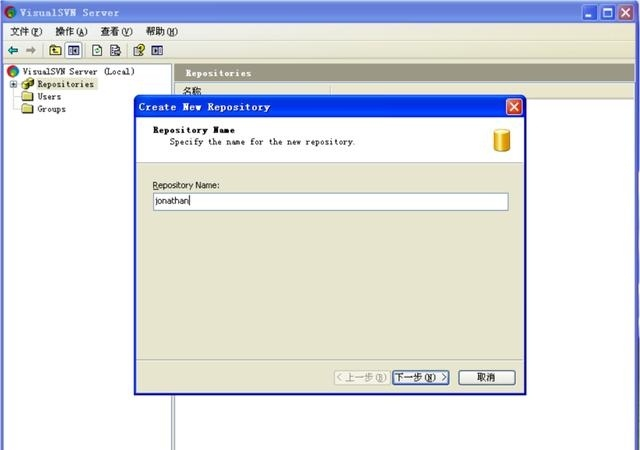 VisualSVN Server
文件(F) 操作(A) 查看(V) 帮助(H)
VisualSVN Server (Local)
Repositories
Users
Groups
Repositories
名称
Create New Repository
Repository Name
Specify the name for the new repository.
Repository Name:
jonathan
< 上一步(B) 下一步(N) > 取消